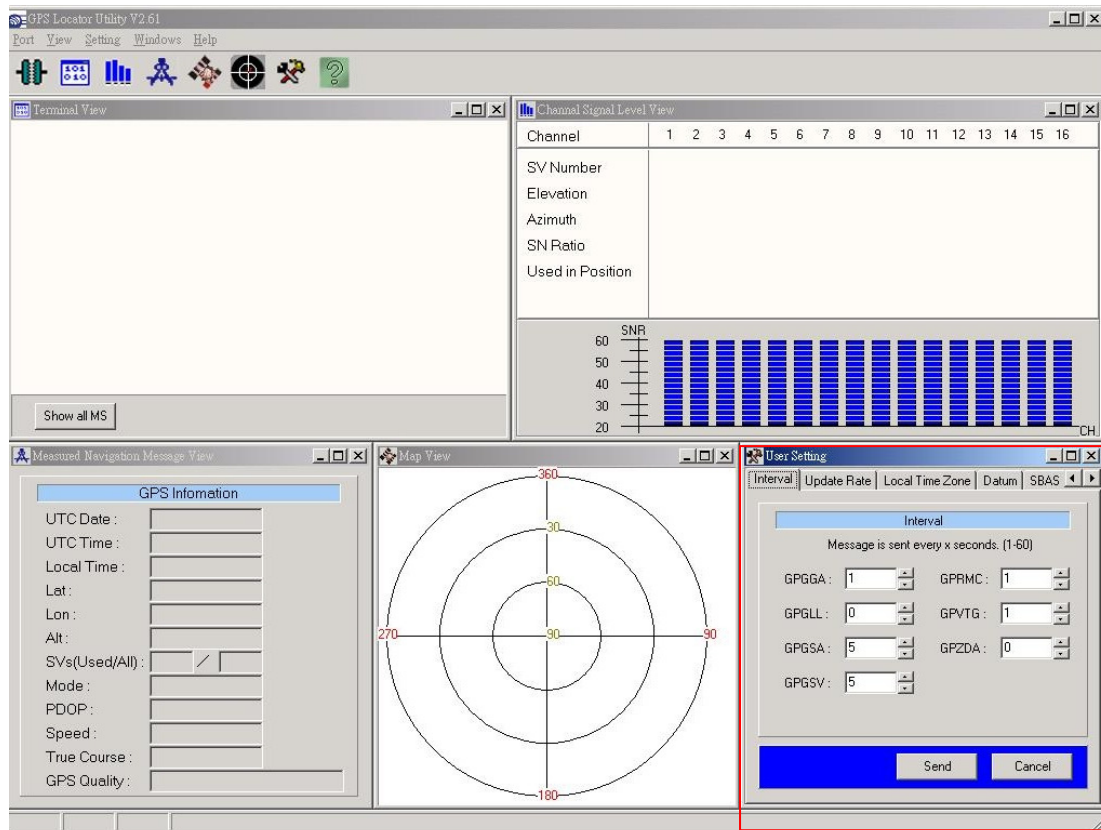 GPS Locator Utility V2.61
Port View Setting Windows Help
101
010
Terminal View
Show all MS
Channel Signal Level View
Channel 1 2 3 4 5 6 7 8 9 10 11 12 13 14 15 16
SV Number
Elevation
Azimuth
SN Ratio
Used in Position
SNR
60
50
40
30
20
CH.
Measured Navigation Message View
GPS Infomation
UTC Date :
UTC Time :
Local Time :
Lat :
Lon :
Alt :
SVs(Used/All) : /
Mode :
PDOP :
Speed :
True Course :
GPS Quality :
Map View
360
30
60
270 90 90
180
User Setting
Interval Update Rate Local Time Zone Datum SBAS
Interval
Message is sent every x seconds. (1-60)
GPGGA : 1 GPRMC : 1
GPGLL : 0 GPVTG : 1
GPGSA : 5 GPZDA : 0
GPGSV : 5
Send Cancel